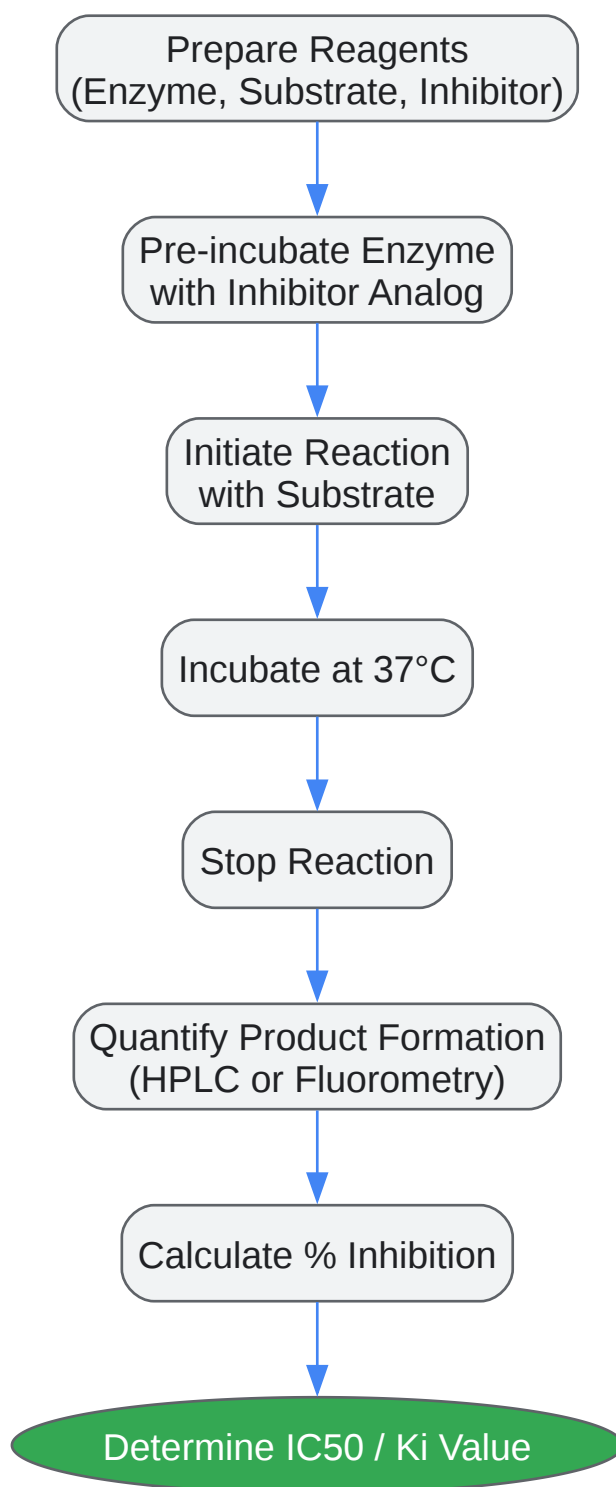 Prepare Reagents
(Enzyme, Substrate, Inhibitor)
Pre-incubate Enzyme
with Inhibitor Analog
Initiate Reaction
with Substrate
Incubate at 37°C
Stop Reaction
Quantify Product Formation
(HPLC or Fluorometry)
Calculate % Inhibition
Determine IC50 / Ki Value